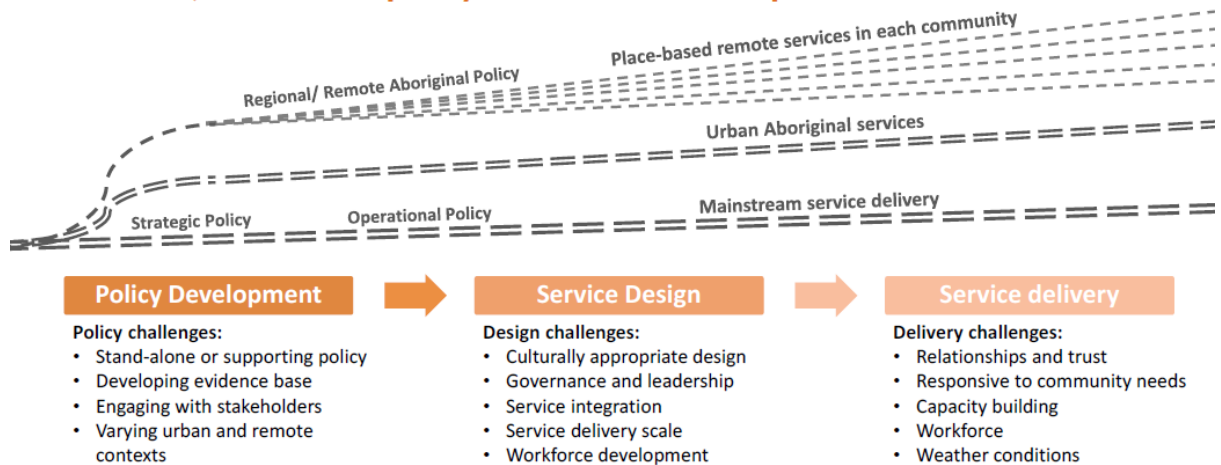 Place-based remote services in each community
Regional/ Remote Aboriginal Policy
Urban Aboriginal services
Mainstream service delivery
Strategic Policy
Operational Policy
Policy Development
Policy challenges:
• Stand-alone or supporting policy
• Developing evidence base
• Engaging with stakeholders
• Varying urban and remote
contexts
Service Design
Design challenges:
• Culturally appropriate design
• Governance and leadership
• Service integration
• Service delivery scale
• Workforce development
Service delivery
Delivery challenges:
• Relationships and trust
• Responsive to community needs
• Capacity building
• Workforce
• Weather conditions